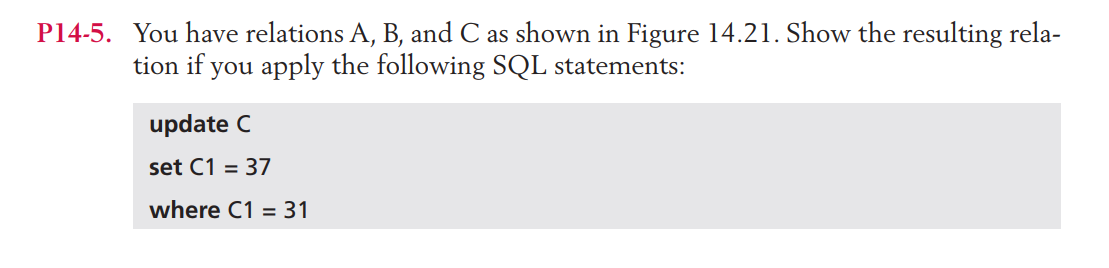 P14-5. You have relations A, B, and C as shown in Figure 14.21. Show the resulting rela-
tion if you apply the following SQL statements:
update C
set C1 = 37
where C1 = 31